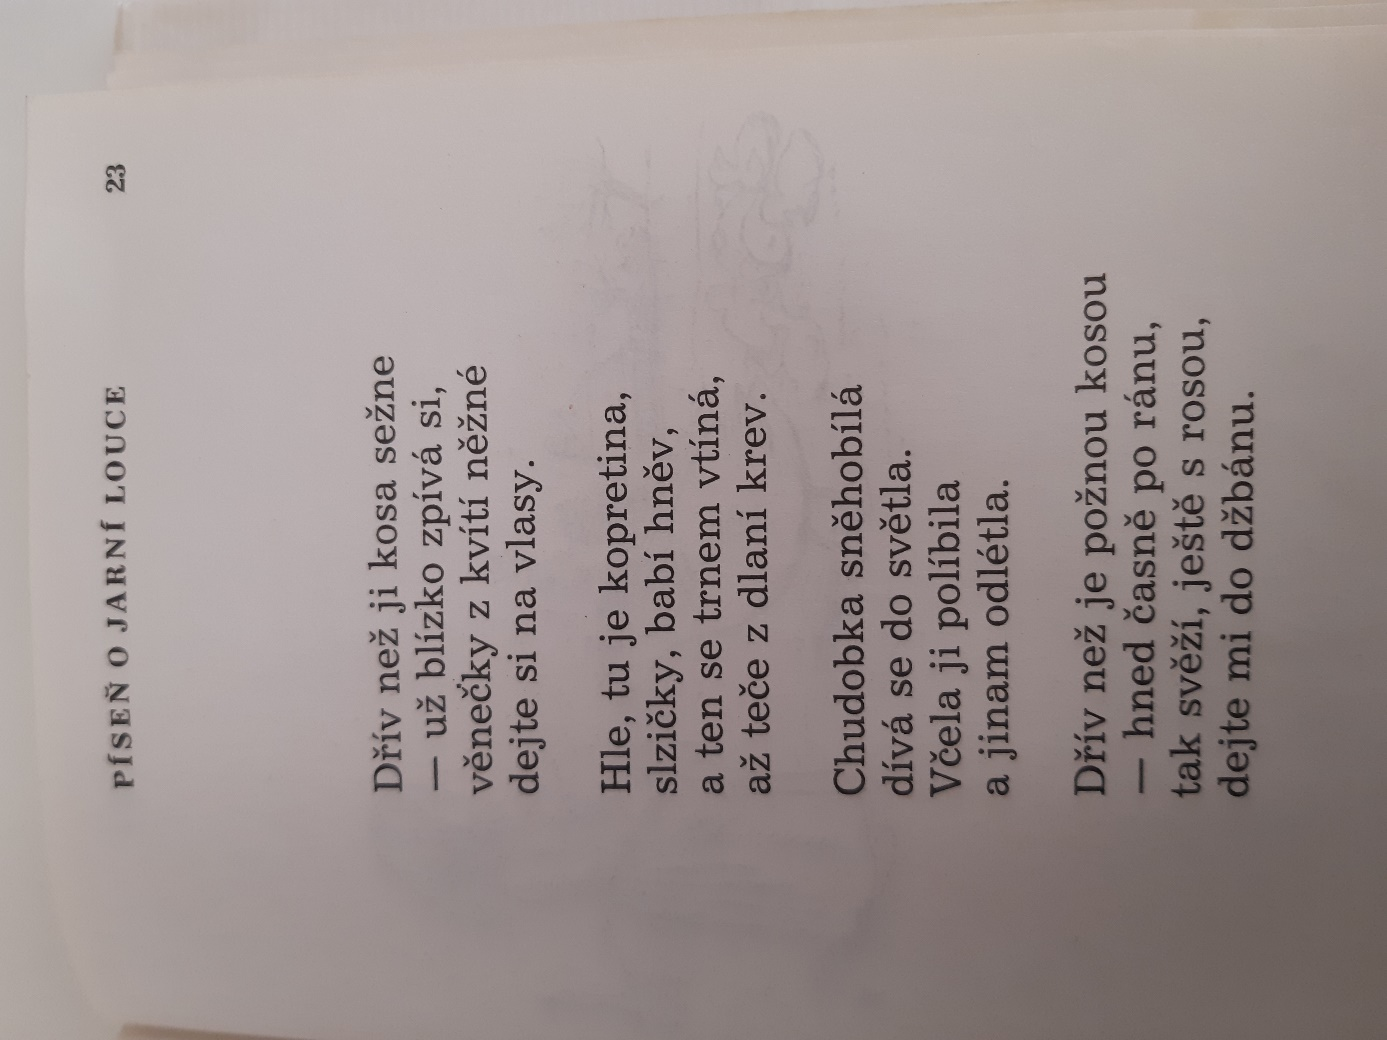 PÍSEŇ O JARNÍ LOUCE 23
Dřív než ji kosa sežne
— už blízko zpívá si,
věnečky z kvítí něžné
dejte si na vlasy.
Hle, tu je kopretina,
slzičky, babí hněv,
a ten se trnem vtíná,
až teče z dlaní krev.
Chudobka sněhobílá
dívá se do světla.
Včela ji políbila
a jinam odlétla.
Dřív než je požnou kosou
— hned časně po ránu,
tak svěží, ještě s rosou,
dejte mi do džbánu.